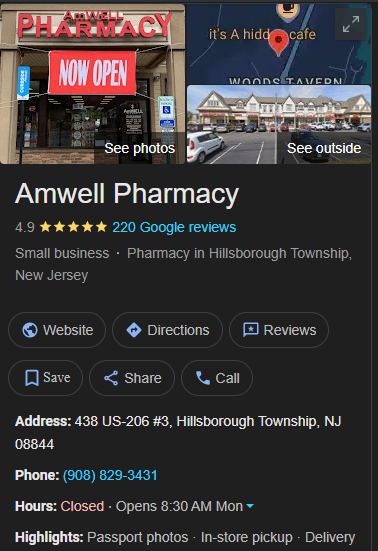 AmWELL
PHARMACY
NOW OPEN
See photos
it's A hidd
cafe
WOODS TAVERN
See outside
Amwell Pharmacy
4.9 ★★★★★ 220 Google reviews
Small business · Pharmacy in Hillsborough Township,
New Jersey
Website
Directions
Reviews
Save
Share
Call
Address: 438 US-206 #3, Hillsborough Township, NJ
08844
Phone: (908) 829-3431
Hours: Closed · Opens 8:30 AM Mon
Highlights: Passport photos · In-store pickup · Delivery